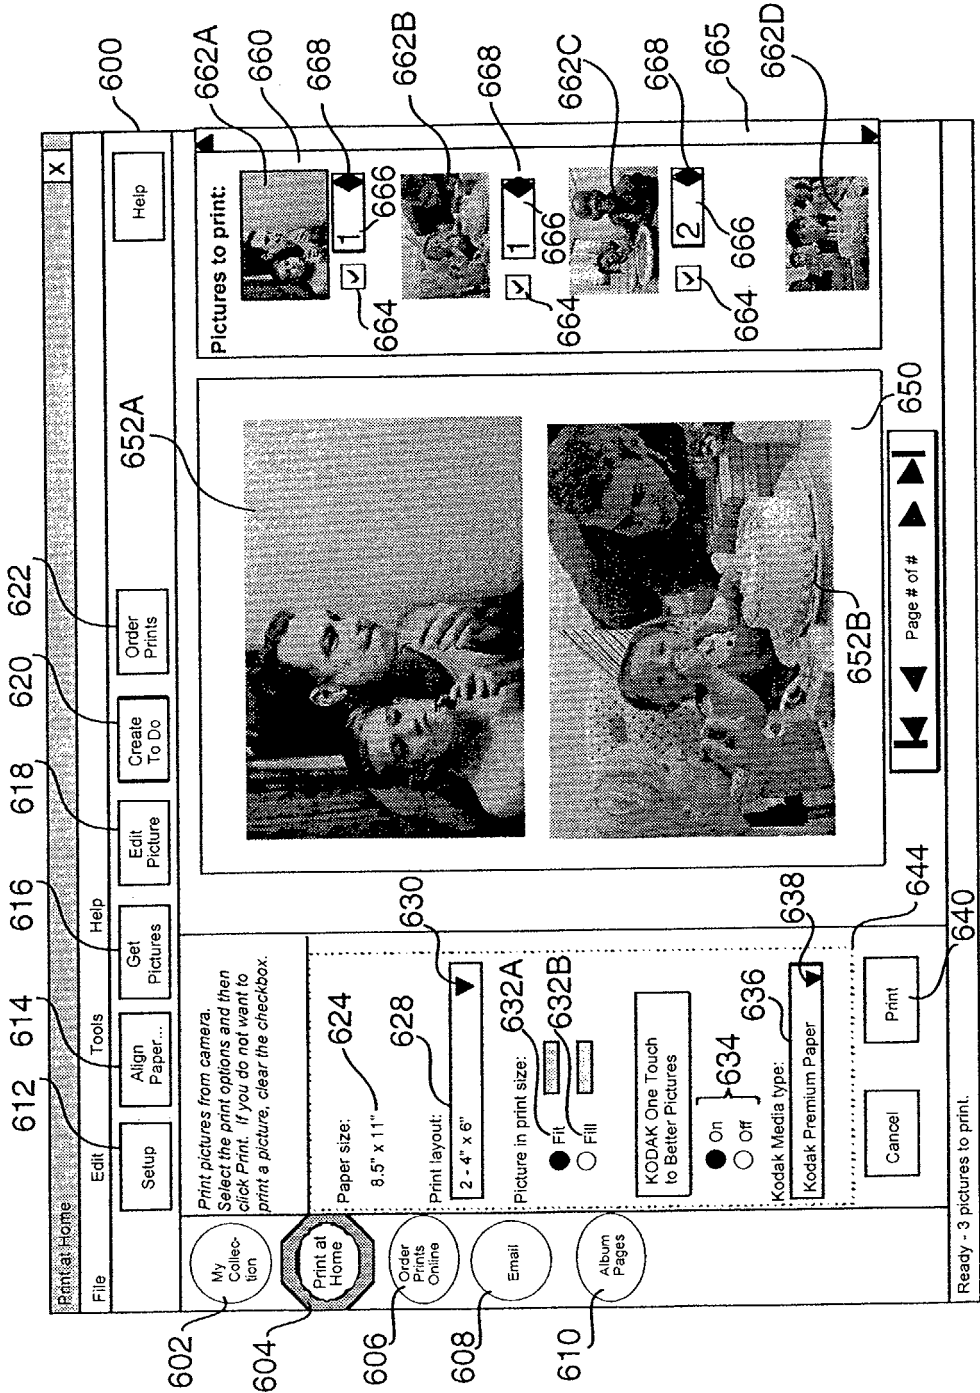 612
614
616
618
620
622
652A
600
662A
660
668
662B
668
662C
668
665
662D
Print at Home
X
File
Edit
Tools
Help
Setup
Align Paper...
Get Pictures
Edit Picture
Create To Do
Order Prints
Help
602
604
606
608
610
My Collec-tion
Print at Home
Order Prints Online
Email
Album Pages
Print pictures from camera.
Select the print options and then
click Print. If you do not want to
print a picture, clear the checkbox.
Paper size:
624
8.5" x 11"
Print layout:
628
2 - 4" x 6"
630
Picture in print size:
632A
Fit
632B
Fill
KODAK One Touch
to Better Pictures
On
Off
634
Kodak Media type:
636
Kodak Premium Paper
638
644
Cancel
Print
640
Pictures to print:
664
1
666
664
1
666
664
2
666
652B
650
Page # of #
Ready - 3 pictures to print.